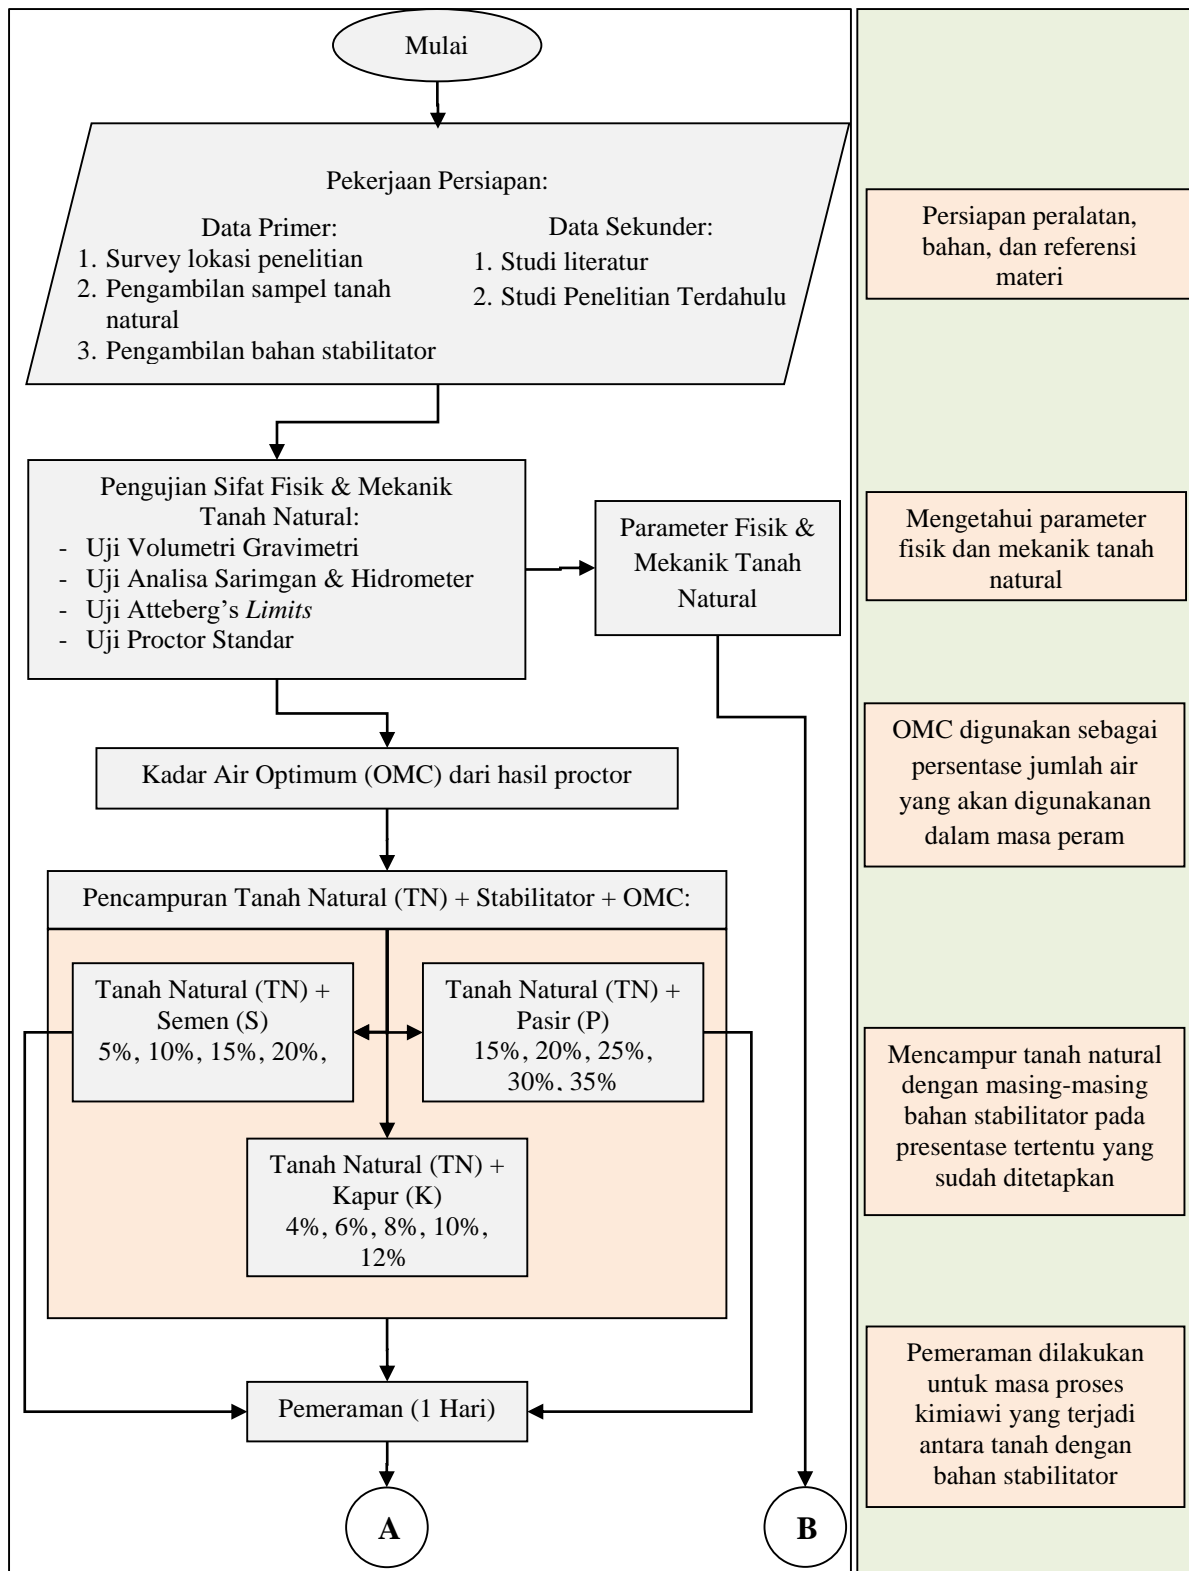 Mulai
Pekerjaan Persiapan:
Data Primer:
1. Survey lokasi penelitian
2. Pengambilan sampel tanah
natural
3. Pengambilan bahan stabilitator
Data Sekunder:
1. Studi literatur
2. Studi Penelitian Terdahulu
Persiapan peralatan,
bahan, dan referensi
materi
Pengujian Sifat Fisik & Mekanik
Tanah Natural:
- Uji Volumetri Gravimetri
- Uji Analisa Sarimgan & Hidrometer
- Uji Atteberg’s Limits
- Uji Proctor Standar
Parameter Fisik &
Mekanik Tanah
Natural
Mengetahui parameter
fisik dan mekanik tanah
natural
Kadar Air Optimum (OMC) dari hasil proctor
OMC digunakan sebagai
persentase jumlah air
yang akan digunakanan
dalam masa peram
Pencampuran Tanah Natural (TN) + Stabilitator + OMC:
Tanah Natural (TN) +
Semen (S)
5%, 10%, 15%, 20%,
Tanah Natural (TN) +
Pasir (P)
15%, 20%, 25%,
30%, 35%
Tanah Natural (TN) +
Kapur (K)
4%, 6%, 8%, 10%,
12%
Mencampur tanah natural
dengan masing-masing
bahan stabilitator pada
presentase tertentu yang
sudah ditetapkan
Pemeraman (1 Hari)
Pemeraman dilakukan
untuk masa proses
kimiawi yang terjadi
antara tanah dengan
bahan stabilitator
A
B